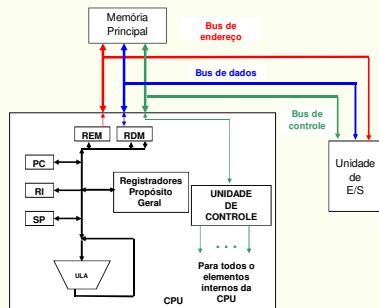 Memória
Principal
Bus de
endereço
Bus de dados
Bus de
controle
REM
RDM
PC
RI
SP
Registradores
Propósito
Geral
UNIDADE
DE
CONTROLE
Unidade
de
E/S
. . .
Para todos o
elementos
internos da
CPU
ULA
CPU